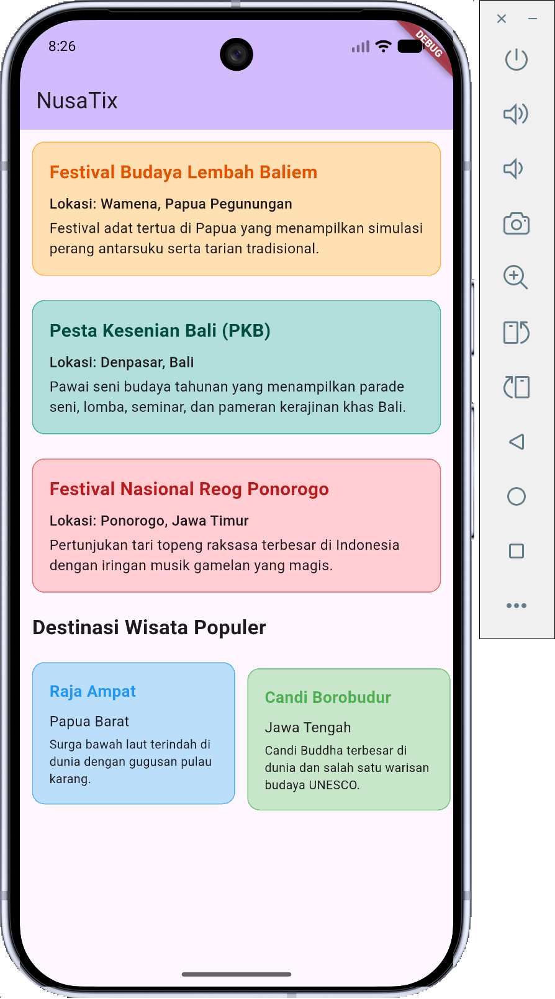 8:26
DEBUG
NusaTix
Festival Budaya Lembah Baliem
Lokasi: Wamena, Papua Pegunungan
Festival adat tertua di Papua yang menampilkan simulasi
perang antarsuku serta tarian tradisional.
Pesta Kesenian Bali (PKB)
Lokasi: Denpasar, Bali
Pawai seni budaya tahunan yang menampilkan parade
seni, lomba, seminar, dan pameran kerajinan khas Bali.
Festival Nasional Reog Ponorogo
Lokasi: Ponorogo, Jawa Timur
Pertunjukan tari topeng raksasa terbesar di Indonesia
dengan iringan musik gamelan yang magis.
Destinasi Wisata Populer
Raja Ampat
Papua Barat
Surga bawah laut terindah di
dunia dengan gugusan pulau
karang.
Candi Borobudur
Jawa Tengah
Candi Buddha terbesar di
dunia dan salah satu warisan
budaya UNESCO.